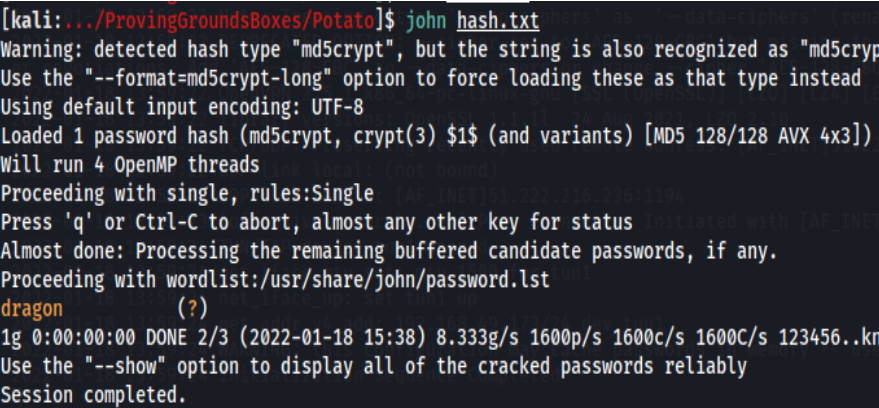 [kali:.../ProvingGroundsBoxes/Potato]$ john hash.txt
Warning: detected hash type "md5crypt", but the string is also recognized as "md5cryp
Use the "--format=md5crypt-long" option to force loading these as that type instead
Using default input encoding: UTF-8
Loaded 1 password hash (md5crypt, crypt(3) $1$ (and variants) [MD5 128/128 AVX 4x3])
Will run 4 OpenMP threads
Proceeding with single, rules:Single
Press 'q' or Ctrl-C to abort, almost any other key for status
Almost done: Processing the remaining buffered candidate passwords, if any.
Proceeding with wordlist:/usr/share/john/password.lst
dragon (?)
1g 0:00:00:00 DONE 2/3 (2022-01-18 15:38) 8.333g/s 1600p/s 1600c/s 1600C/s 123456..kn
Use the "--show" option to display all of the cracked passwords reliably
Session completed.